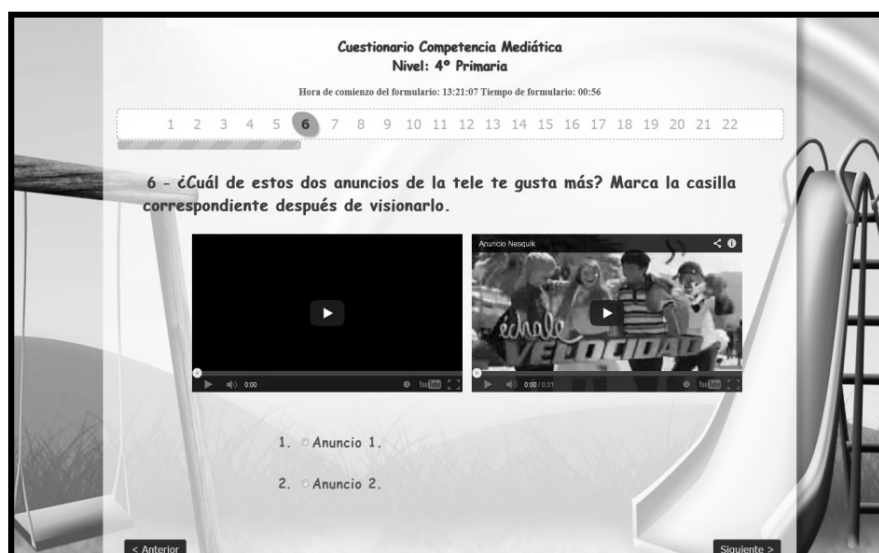 Cuestionario Competencia Mediática
Nivel: 4º Primaria
Hora de comienzo del formulario: 13:21:07 Tiempo de formulario: 00:56
1 2 3 4 5 6 7 8 9 10 11 12 13 14 15 16 17 18 19 20 21 22
6 - ¿Cuál de estos dos anuncios de la tele te gusta más? Marca la casilla
correspondiente después de visionarlo.
Anuncio Nesquik
échale
VELOCIDAD
0:00 YouTube
0:00 / 0:31 YouTube
1. Anuncio 1.
2. Anuncio 2.
< Anterior
Siguiente >